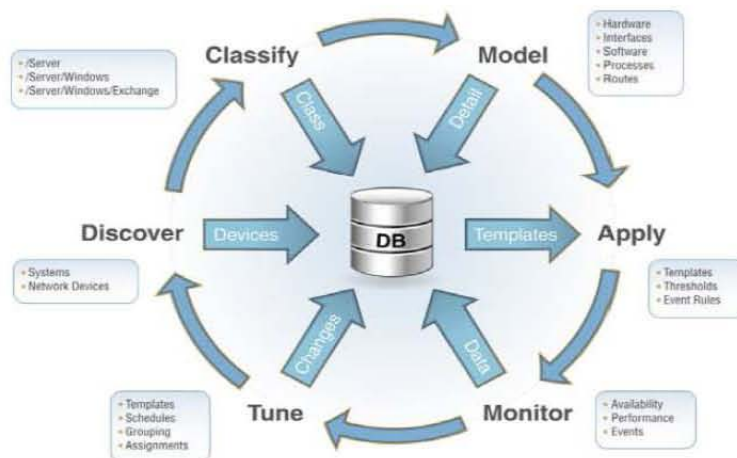 Classify
Model
• Hardware
• Interfaces
• Software
• Processes
• Routes
• /Server
• /Server/Windows
• /Server/Windows/Exchange
Class
Detail
Discover
Devices
DB
Templates
Apply
• Systems
• Network Devices
• Templates
• Thresholds
• Event Rules
Changes
Data
• Templates
• Schedules
• Grouping
• Assignments
Tune
Monitor
• Availability
• Performance
• Events